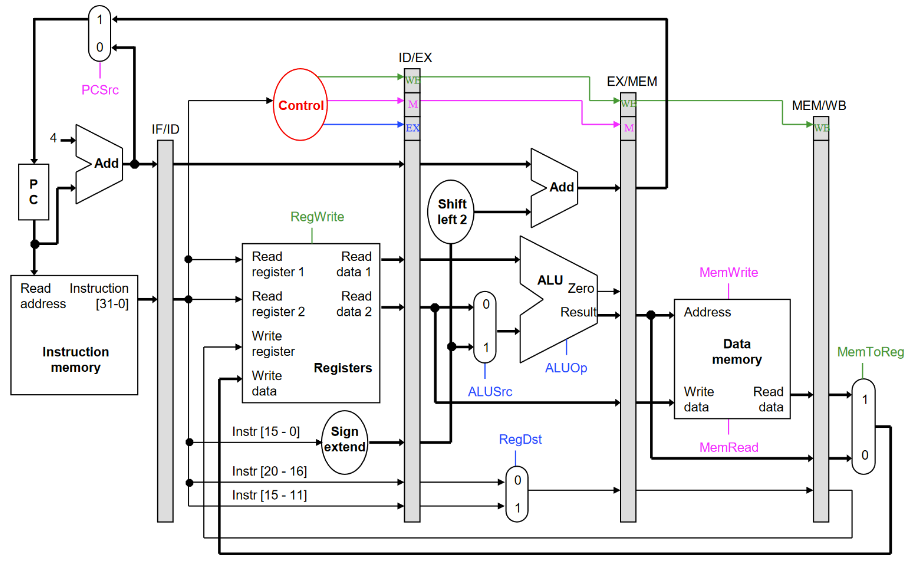 1
0
PCSrc
4
Add
P
C
IF/ID
Control
ID/EX
WB
M
EX
EX/MEM
WB
M
MEM/WB
WB
Add
Shift
left 2
RegWrite
Read
register 1
Read
register 2
Write
register
Write
data
Read
data 1
Read
data 2
Registers
Read
address
Instruction
[31-0]
Instruction
memory
0
1
ALUSrc
ALU
Zero
Result
ALUOp
MemWrite
Address
Data
memory
Write
data
Read
data
MemRead
MemToReg
1
0
Instr [15 - 0]
Sign
extend
Instr [20 - 16]
Instr [15 - 11]
RegDst
0
1